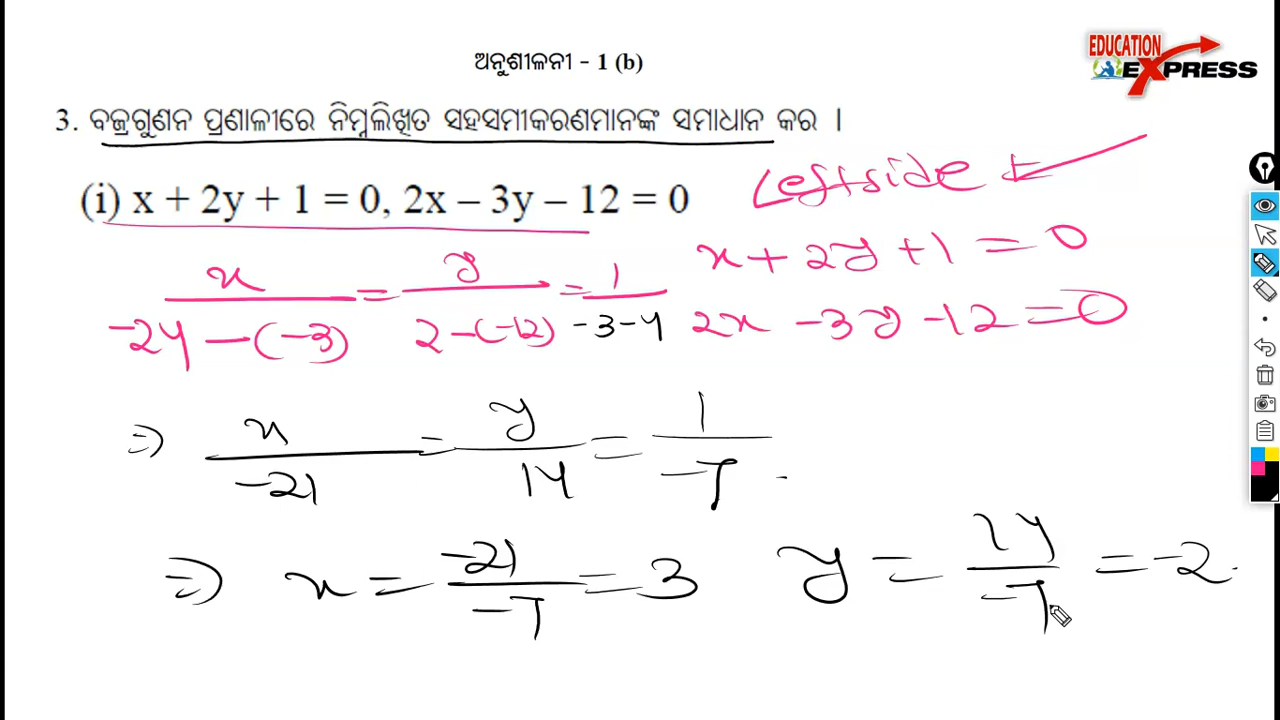 ଅନୁଶୀଳନୀ - 1 (b)
EDUCATION
EXPRESS
3. ବଜ୍ରଗୁଣନ ପ୍ରଣାଳୀରେ ନିମ୍ନଲିଖିତ ସହସମୀକରଣମାନଙ୍କ ସମାଧାନ କର ।
(i) x + 2y + 1 = 0, 2x – 3y – 12 = 0
Leftside
x + 2y + 1 = 0
x/-24-(-3) = y/2-(-12) = 1/-3-4
2x -3y -12 = 0
⇒ x/-21 = y/14 = 1/-7
⇒ x = -21/-7 = 3 y = 14/-7 = -2